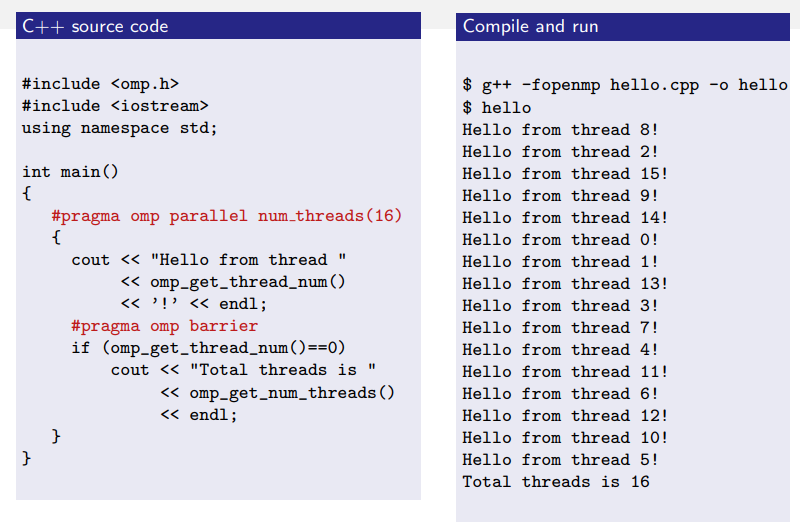 C++ source code
#include <omp.h>
#include <iostream>
using namespace std;
int main()
{
#pragma omp parallel num_threads(16)
{
cout << "Hello from thread "
<< omp_get_thread_num()
<< ’!’ << endl;
#pragma omp barrier
if (omp_get_thread_num()==0)
cout << "Total threads is "
<< omp_get_num_threads()
<< endl;
}
}
Compile and run
$ g++ -fopenmp hello.cpp -o hello
$ hello
Hello from thread 8!
Hello from thread 2!
Hello from thread 15!
Hello from thread 9!
Hello from thread 14!
Hello from thread 0!
Hello from thread 1!
Hello from thread 13!
Hello from thread 3!
Hello from thread 7!
Hello from thread 4!
Hello from thread 11!
Hello from thread 6!
Hello from thread 12!
Hello from thread 10!
Hello from thread 5!
Total threads is 16